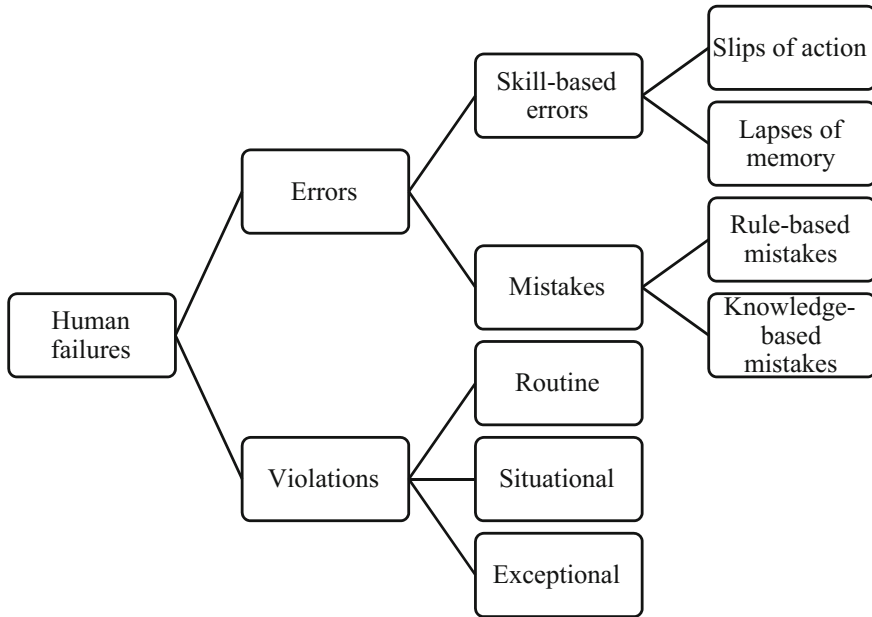 Human
failures
Errors
Violations
Skill-based
errors
Mistakes
Routine
Situational
Exceptional
Slips of action
Lapses of
memory
Rule-based
mistakes
Knowledge-
based
mistakes